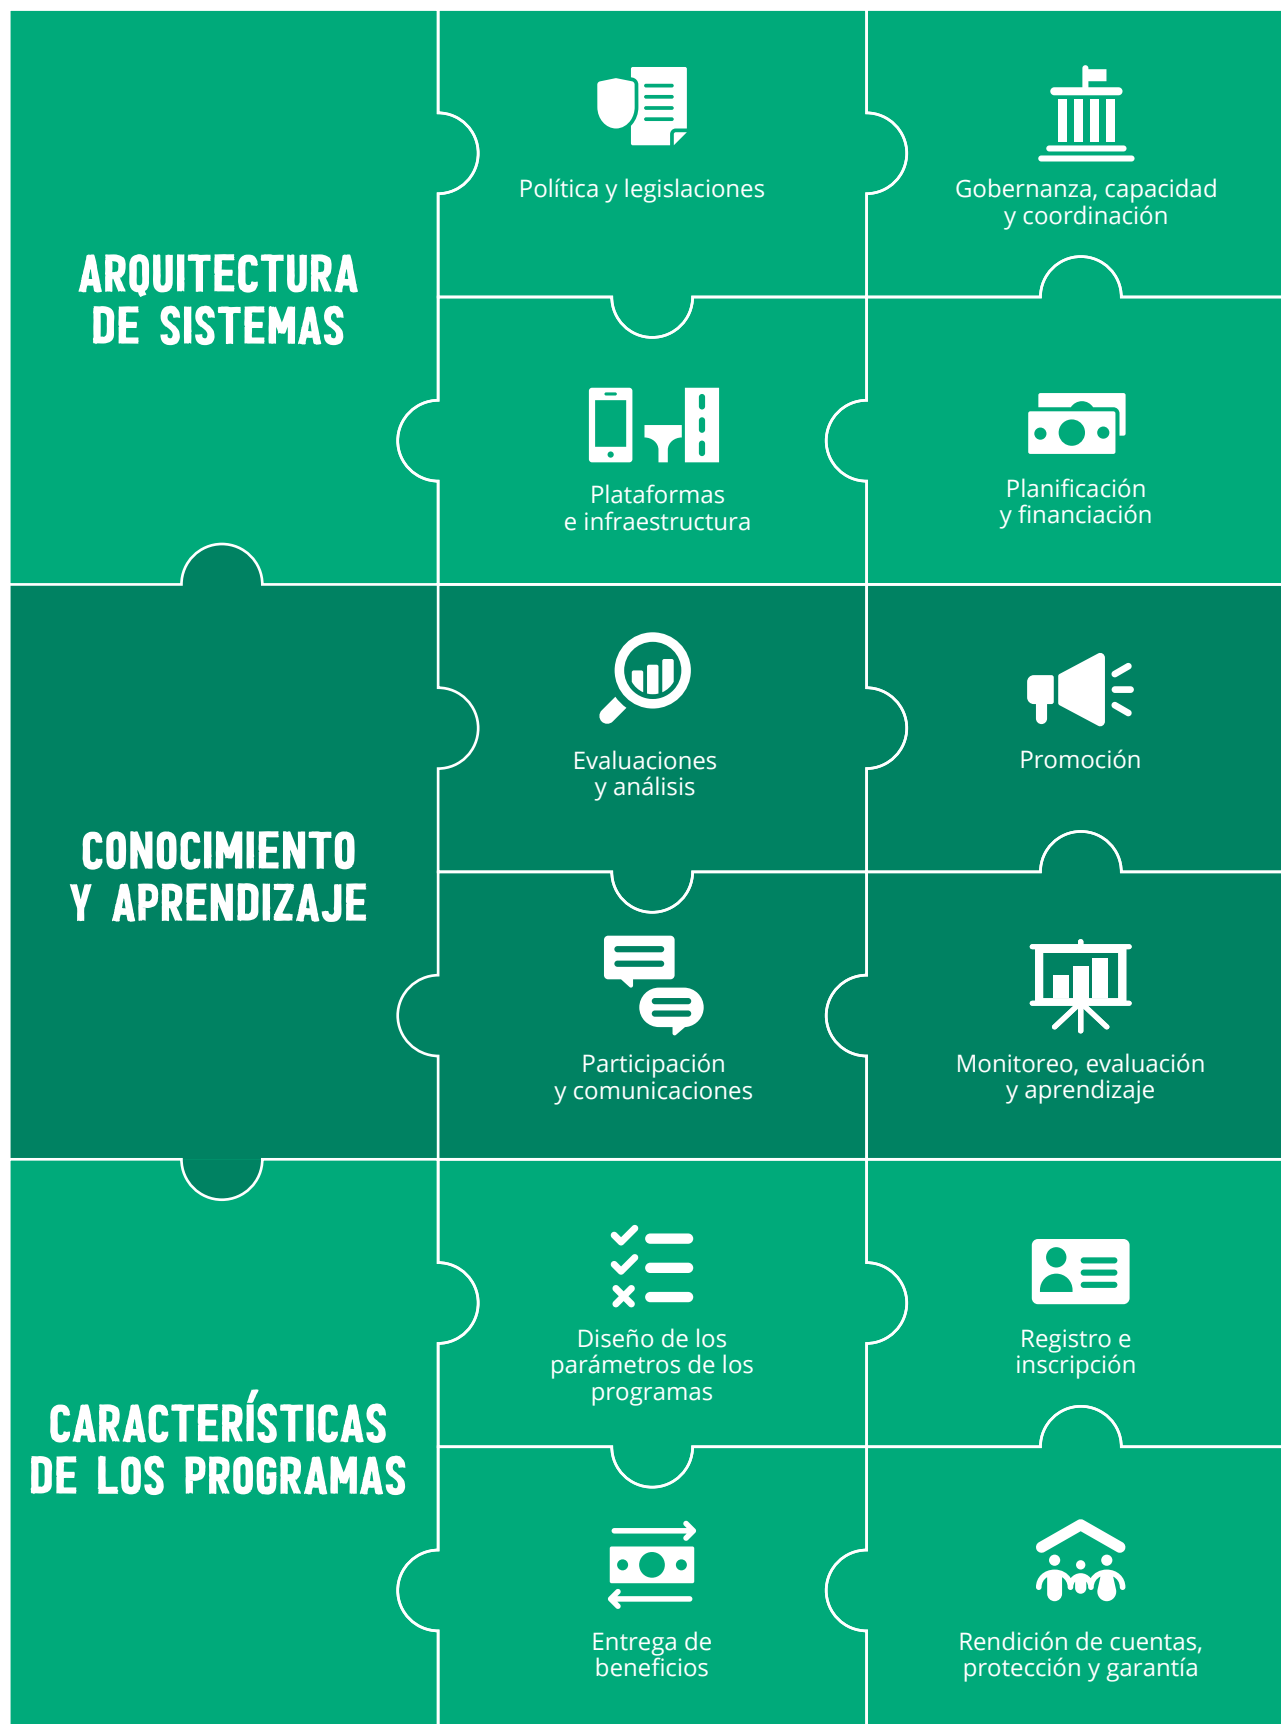 ARQUITECTURA
DE SISTEMAS
Política y legislaciones
Gobernanza, capacidad
y coordinación
Plataformas
e infraestructura
Planificación
y financiación
CONOCIMIENTO
Y APRENDIZAJE
Evaluaciones
y análisis
Promoción
Participación
y comunicaciones
Monitoreo, evaluación
y aprendizaje
CARACTERÍSTICAS
DE LOS PROGRAMAS
Diseño de los
parámetros de los
programas
Registro e
inscripción
Entrega de
beneficios
Rendición de cuentas,
protección y garantía